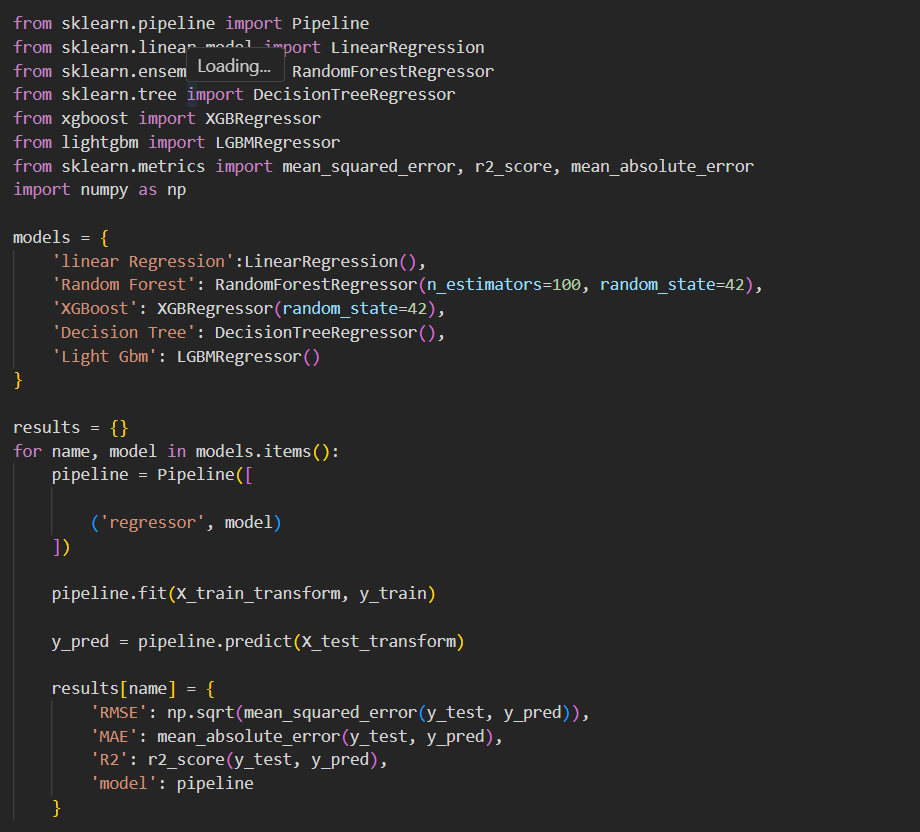 from sklearn.pipeline import Pipeline
from sklearn.linear_model import LinearRegression
from sklearn.ensem RandomForestRegressor
Loading...
from sklearn.tree import DecisionTreeRegressor
from xgboost import XGBRegressor
from lightgbm import LGBMRegressor
from sklearn.metrics import mean_squared_error, r2_score, mean_absolute_error
import numpy as np

models = {
    'linear Regression':LinearRegression(),
    'Random Forest': RandomForestRegressor(n_estimators=100, random_state=42),
    'XGBoost': XGBRegressor(random_state=42),
    'Decision Tree': DecisionTreeRegressor(),
    'Light Gbm': LGBMRegressor()
}

results = {}
for name, model in models.items():
    pipeline = Pipeline([

        ('regressor', model)
    ])

    pipeline.fit(X_train_transform, y_train)

    y_pred = pipeline.predict(X_test_transform)

    results[name] = {
        'RMSE': np.sqrt(mean_squared_error(y_test, y_pred)),
        'MAE': mean_absolute_error(y_test, y_pred),
        'R2': r2_score(y_test, y_pred),
        'model': pipeline
    }